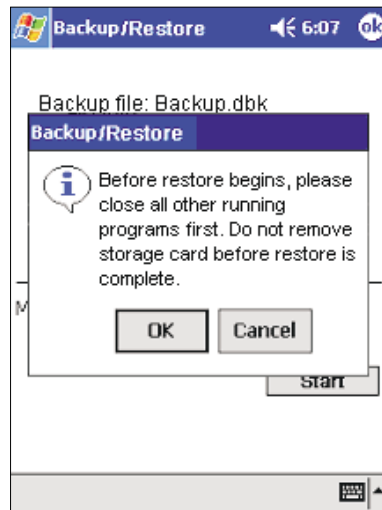 Backup/Restore 6:07 ok
Backup file: Backup.dbk
Backup/Restore
Before restore begins, please
close all other running
programs first. Do not remove
storage card before restore is
complete.
OK Cancel
Start